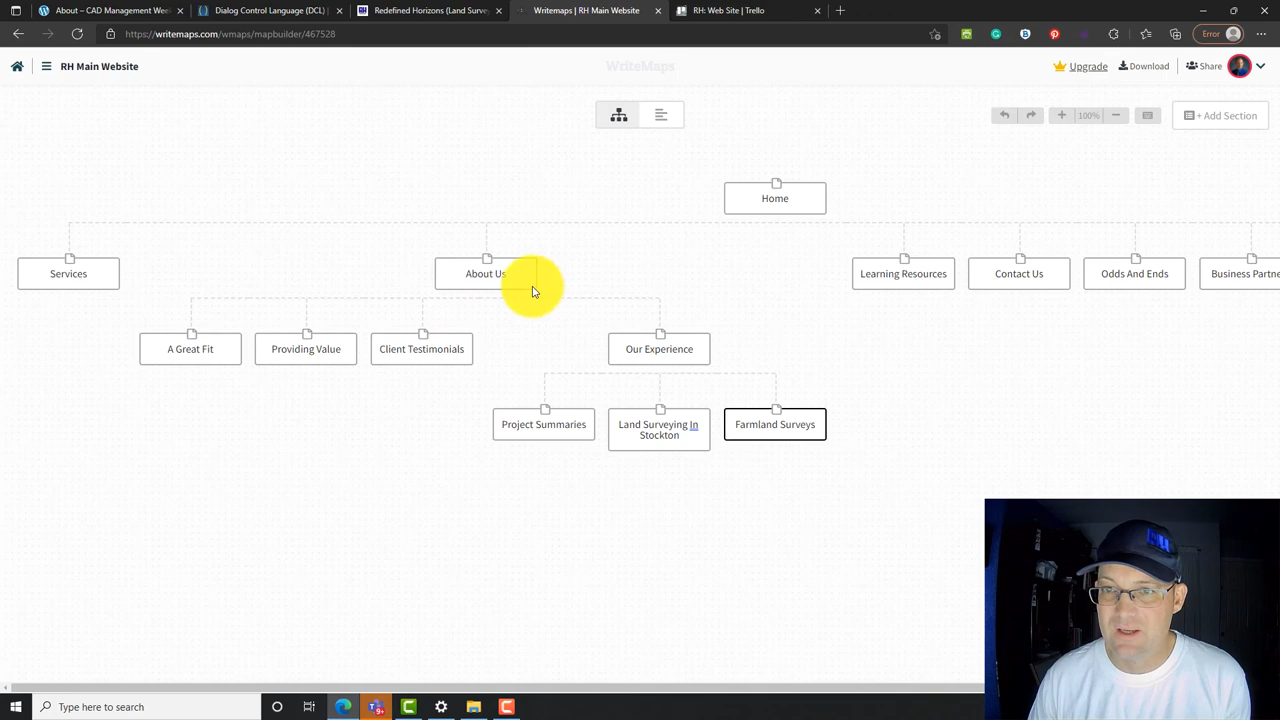 About – CAD Management Wee
Dialog Control Language (DCL)
Redefined Horizons (Land Surve
Writemaps | RH Main Website
RH: Web Site | Trello
https://writemaps.com/wmaps/mapbuilder/467528
Error
RH Main Website
WriteMaps
Upgrade
Download
Share
100%
+ Add Section
Home
Services
About Us
Learning Resources
Contact Us
Odds And Ends
Business Partne
A Great Fit
Providing Value
Client Testimonials
Our Experience
Project Summaries
Land Surveying In
Stockton
Farmland Surveys
Type here to search
9+